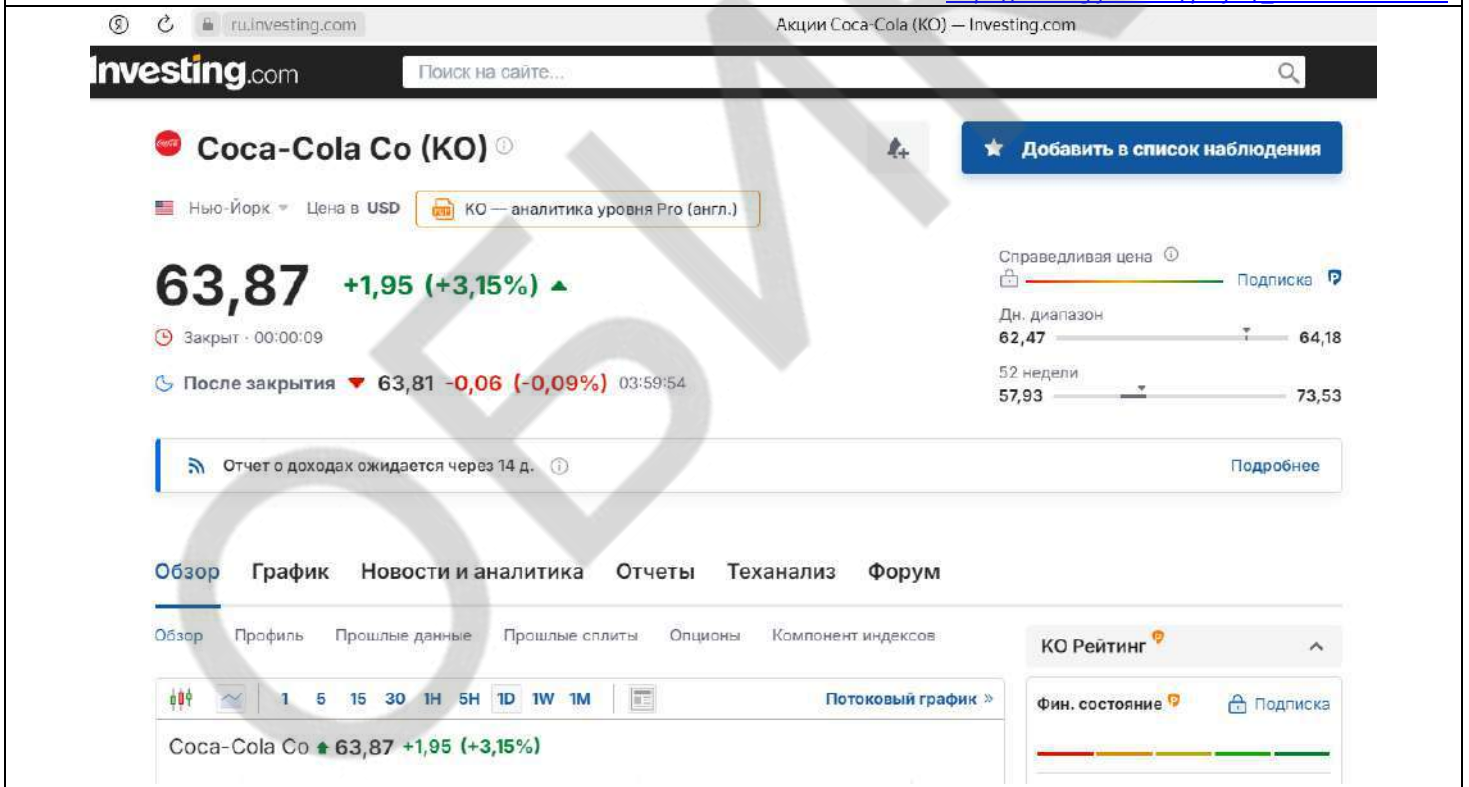 ru.investing.com Акции Coca-Cola (KO) — Investing.com
Investing.com Поиск на сайте...
Coca-Cola Co (KO)
Добавить в список наблюдения
Нью-Йорк Цена в USD KO — аналитика уровня Pro (англ.)
63,87 +1,95 (+3,15%)
Закрыт · 00:00:09
После закрытия 63,81 -0,06 (-0,09%) 03:59:54
Справедливая цена
Подписка
Дн. диапазон
62,47 64,18
52 недели
57,93 73,53
Отчет о доходах ожидается через 14 д. Подробнее
Обзор График Новости и аналитика Отчеты Теханализ Форум
Обзор Профиль Прошлые данные Прошлые сплиты Опционы Компонент индексов
1 5 15 30 1H 5H 1D 1W 1M Потоковый график »
Coca-Cola Co 63,87 +1,95 (+3,15%)
KO Рейтинг
Фин. состояние Подписка